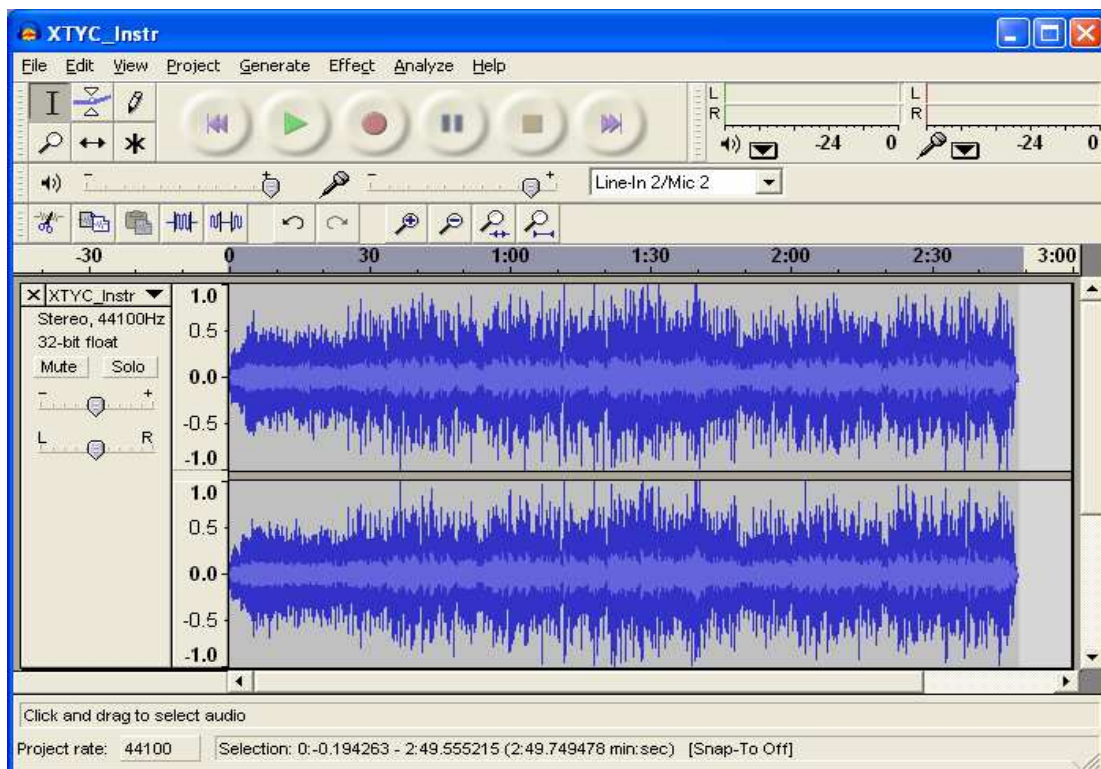 XTYC_Instr
File Edit View Project Generate Effect Analyze Help
L L
R R
-24 0 -24 0
- + - + Line-In 2/Mic 2
-30 0 30 1:00 1:30 2:00 2:30 3:00
XTYC_Instr 1.0
Stereo, 44100Hz 0.5
32-bit float
Mute Solo 0.0
- +
-0.5
L R
-1.0
1.0
0.5
0.0
-0.5
-1.0
Click and drag to select audio
Project rate: 44100 Selection: 0:-0.194263 - 2:49.555215 (2:49.749478 min:sec) [Snap-To Off]